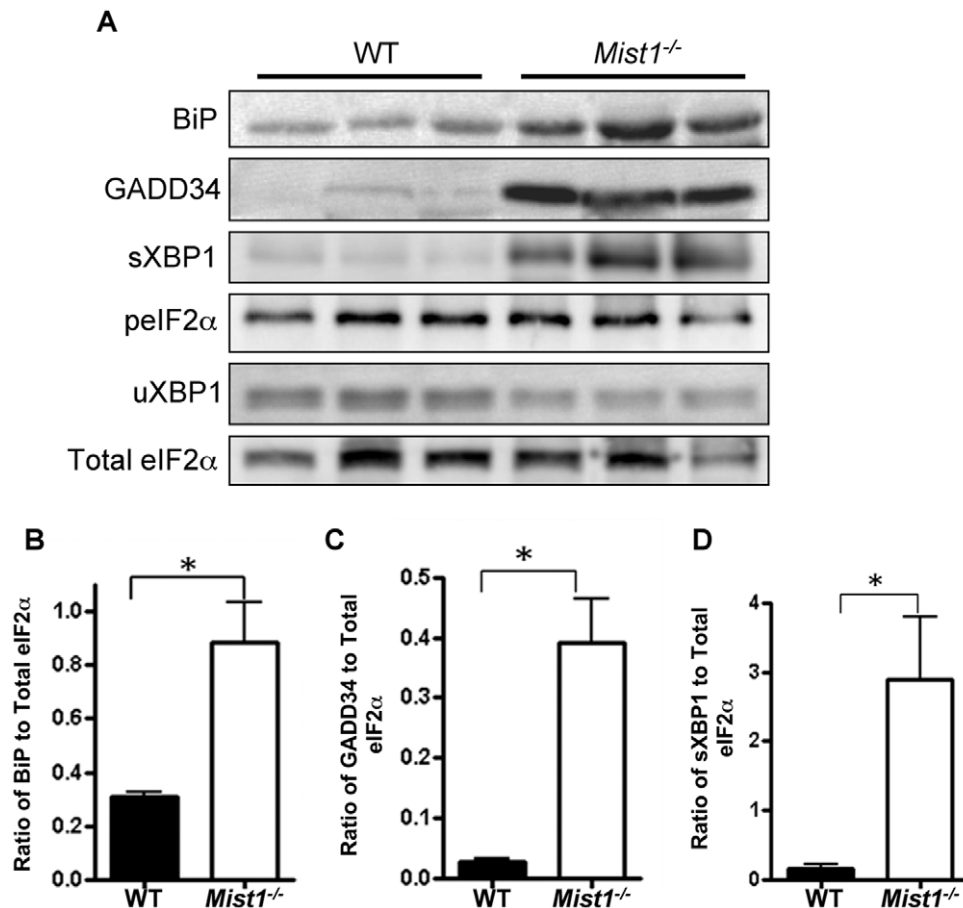 A
WT Mist1-/-
BiP
GADD34
sXBP1
peIF2α
uXBP1
Total eIF2α
B
*
Ratio of BiP to Total eIF2α
1.0
0.8
0.6
0.4
0.2
0.0
WT Mist1-/-
C
*
Ratio of GADD34 to Total
eIF2α
0.5
0.4
0.3
0.2
0.1
0.0
WT Mist1-/-
D
*
Ratio of sXBP1 to Total
eIF2α
4
3
2
1
0
WT Mist1-/-